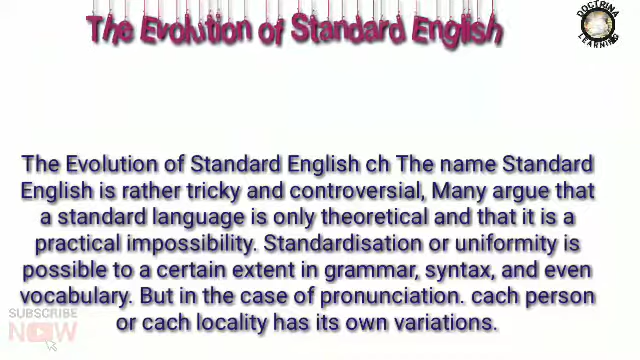 The Evolution of Standard English
DOCTRINA
LEARNING
The Evolution of Standard English ch The name Standard
English is rather tricky and controversial, Many argue that
a standard language is only theoretical and that it is a
practical impossibility. Standardisation or uniformity is
possible to a certain extent in grammar, syntax, and even
vocabulary. But in the case of pronunciation. cach person
or cach locality has its own variations.
SUBSCRIBE
NOW